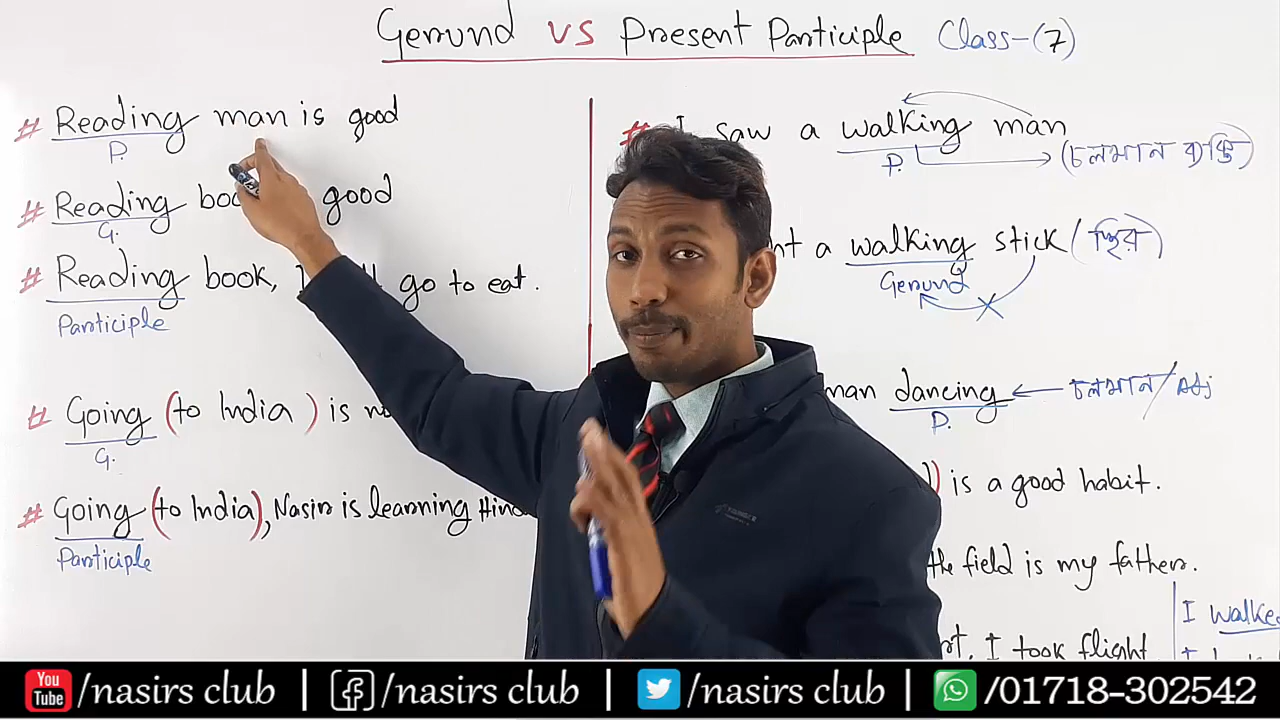 Gerund vs Present Participle Class-(7)
# Reading man is good
P.
# Reading good
G.
# Reading book, go to eat.
Participle
# Going (to India) is
G.
# Going (to India), Nasir is learning
Participle
# I saw a walking man
P. (চলমান ব্যক্তি)
a walking stick (স্থির)
Gerund
man dancing চলমান/Adj
P.
) is a good habit.
the field is my father.
I took flight
I walked
You Tube /nasirs club | /nasirs club | /nasirs club | /01718-302542